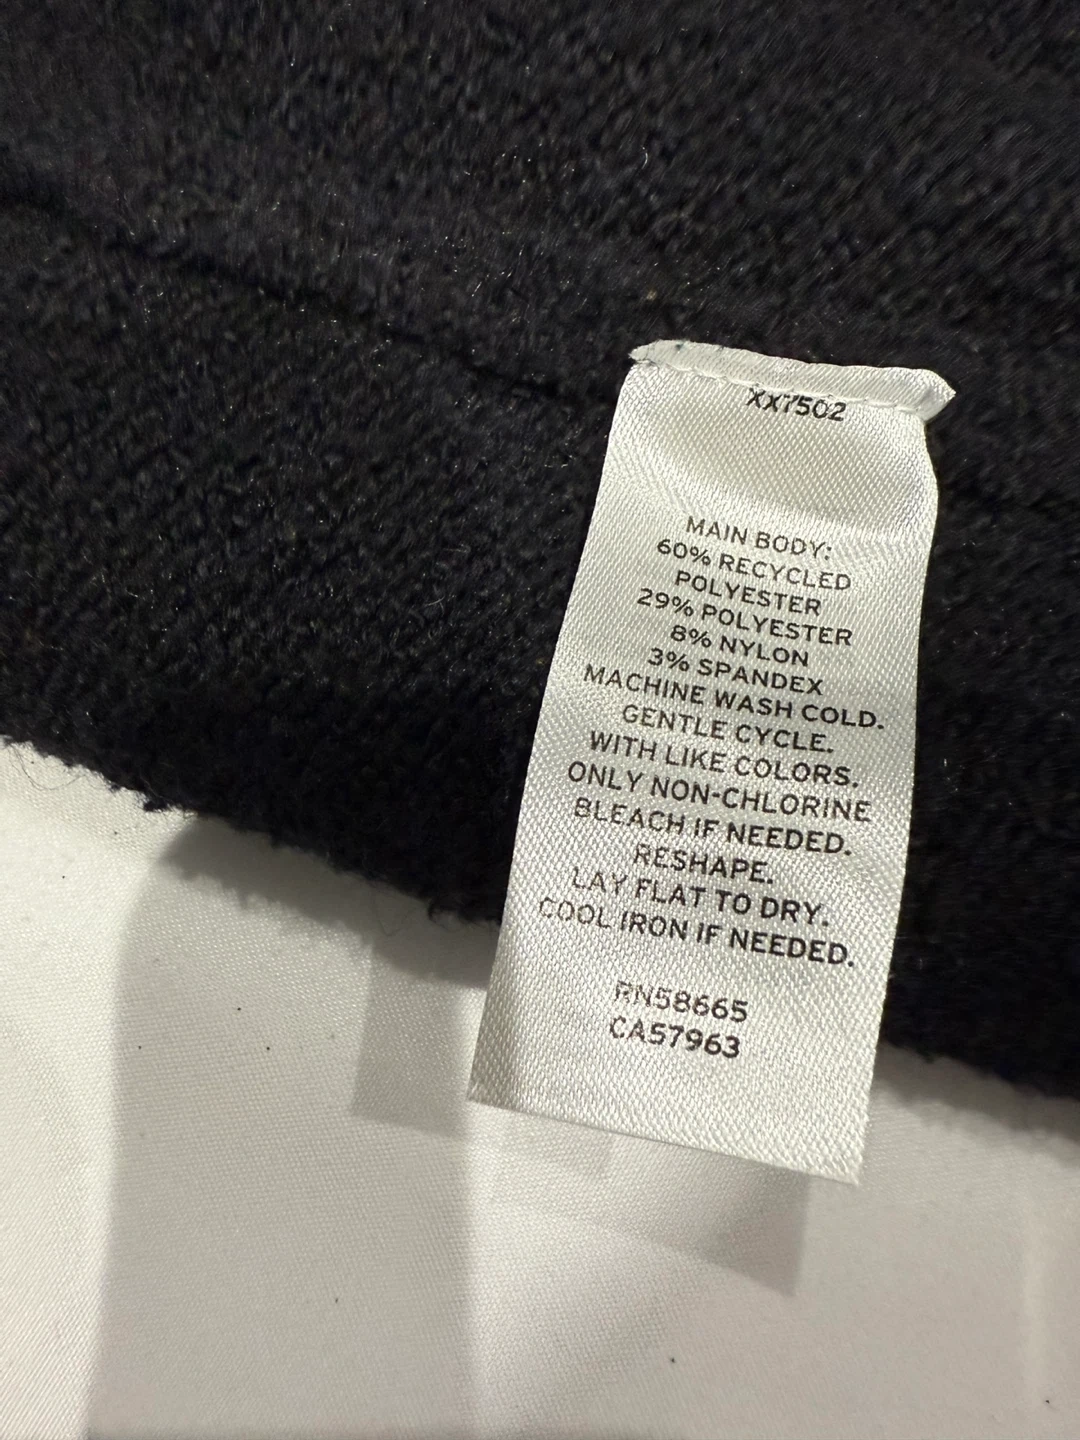 XX7502
MAIN BODY:
60% RECYCLED
POLYESTER
29% POLYESTER
8% NYLON
3% SPANDEX
MACHINE WASH COLD.
GENTLE CYCLE.
WITH LIKE COLORS.
ONLY NON-CHLORINE
BLEACH IF NEEDED.
RESHAPE.
LAY FLAT TO DRY.
COOL IRON IF NEEDED.
RN58665
CA57963